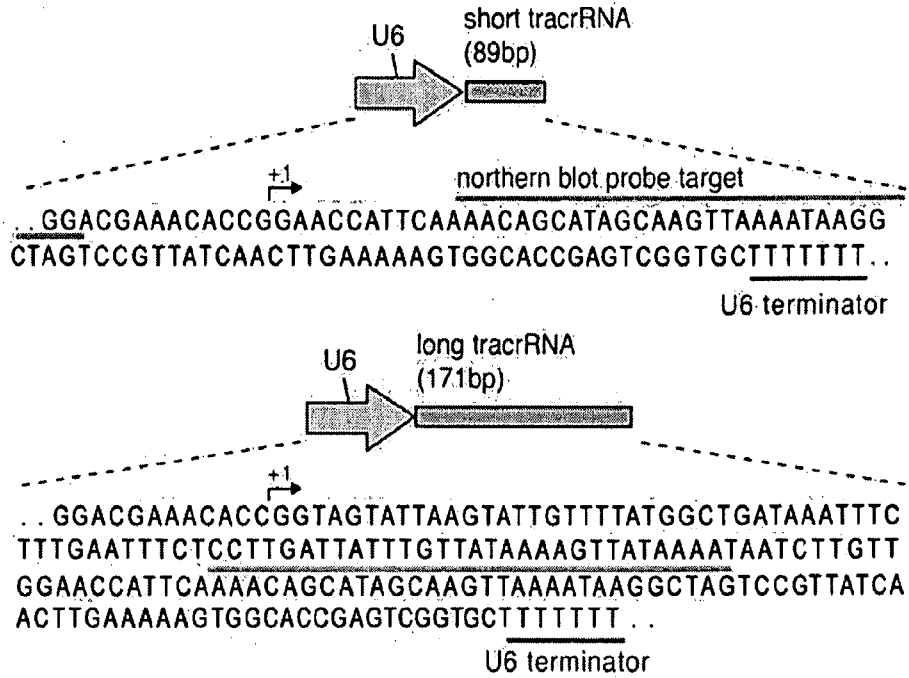 short tracrRNA
U6
(89bp)
+1
northern blot probe target
. . GGACGAAACACCGGAACCATTCAAAACAGCATAGCAAGTTAAAATAAGG
CTAGTCCGTTATCAACTTGAAAAAGTGGCACCGAGTCGGTGCTTTTTTT . .
U6 terminator
long tracrRNA
U6
(171bp)
+1
. . GGACGAAACACCGGTAGTATTAAGTATTGTTTTATGGCTGATAAATTTC
TTTGAATTTCTCCTTGATTATTTGTTATAAAAGTTATAAAATAATCTTGTT
GGAACCATTCAAAACAGCATAGCAAGTTAAAATAAGGCTAGTCCGTTATCA
ACTTGAAAAAGTGGCACCGAGTCGGTGCTTTTTTT . .
U6 terminator